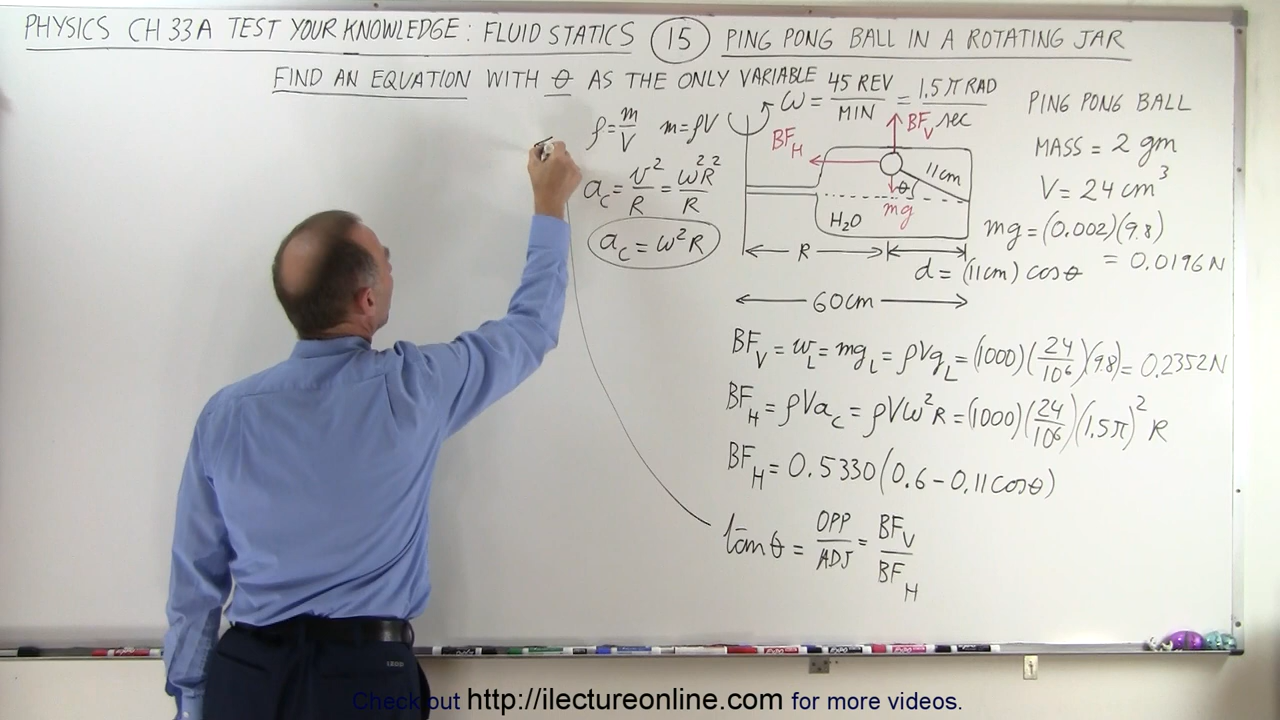 PHYSICS CH 33A TEST YOUR KNOWLEDGE: FLUID STATICS (15) PING PONG BALL IN A ROTATING JAR
FIND AN EQUATION WITH θ AS THE ONLY VARIABLE
ω = 45 REV / MIN = 1.5 π RAD / sec
ρ = m/V m = ρV
a_c = v²/R = ω²R²/R
a_c = ω²R
BF_H
BF_V
11cm
θ
mg
H₂O
R
d = (11cm) cosθ
60cm
PING PONG BALL
MASS = 2 gm
V = 24 cm³
mg = (0.002)(9.8)
= 0.0196 N
BF_V = w_L = mg_L = ρVg_L = (1000)(24/10⁶)(9.8) = 0.2352N
BF_H = ρVa_c = ρVω²R = (1000)(24/10⁶)(1.5π)² R
BF_H = 0.5330(0.6 - 0.11cosθ)
tanθ = OPP/ADJ = BF_V/BF_H
Check out http://ilectureonline.com for more videos.